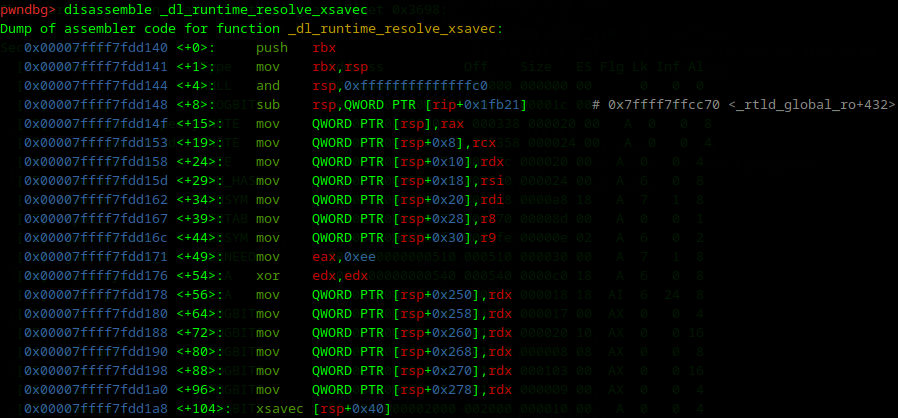 pwndbg> disassemble _dl_runtime_resolve_xsavec
Dump of assembler code for function _dl_runtime_resolve_xsavec:
0x00007ffff7fdd140 <+0>: push rbx
0x00007ffff7fdd141 <+1>: mov rbx,rsp
0x00007ffff7fdd144 <+4>: and rsp,0xffffffffffffffc0
0x00007ffff7fdd148 <+8>: sub rsp,QWORD PTR [rip+0x1fb21] # 0x7ffff7ffcc70 <_rtld_global_ro+432>
0x00007ffff7fdd14f <+15>: mov QWORD PTR [rsp],rax
0x00007ffff7fdd153 <+19>: mov QWORD PTR [rsp+0x8],rcx
0x00007ffff7fdd158 <+24>: mov QWORD PTR [rsp+0x10],rdx
0x00007ffff7fdd15d <+29>: mov QWORD PTR [rsp+0x18],rsi
0x00007ffff7fdd162 <+34>: mov QWORD PTR [rsp+0x20],rdi
0x00007ffff7fdd167 <+39>: mov QWORD PTR [rsp+0x28],r8
0x00007ffff7fdd16c <+44>: mov QWORD PTR [rsp+0x30],r9
0x00007ffff7fdd171 <+49>: mov eax,0xee
0x00007ffff7fdd176 <+54>: xor edx,edx
0x00007ffff7fdd178 <+56>: mov QWORD PTR [rsp+0x250],rdx
0x00007ffff7fdd180 <+64>: mov QWORD PTR [rsp+0x258],rdx
0x00007ffff7fdd188 <+72>: mov QWORD PTR [rsp+0x260],rdx
0x00007ffff7fdd190 <+80>: mov QWORD PTR [rsp+0x268],rdx
0x00007ffff7fdd198 <+88>: mov QWORD PTR [rsp+0x270],rdx
0x00007ffff7fdd1a0 <+96>: mov QWORD PTR [rsp+0x278],rdx
0x00007ffff7fdd1a8 <+104>: xsavec [rsp+0x40]